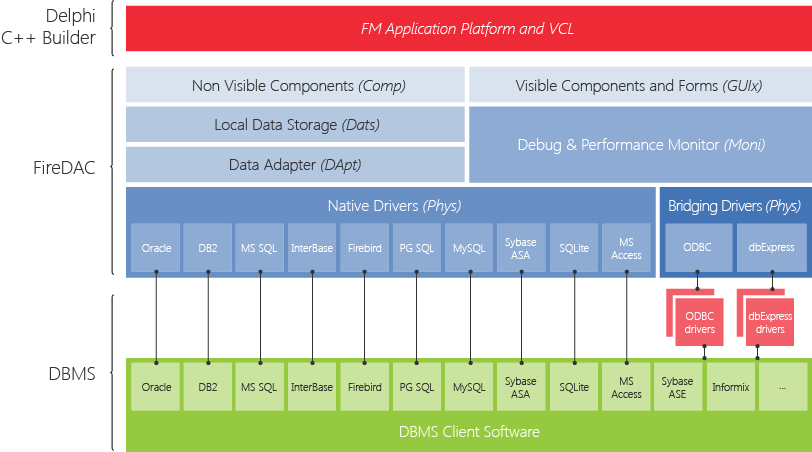 Delphi
C++ Builder
FM Application Platform and VCL
FireDAC
Non Visible Components (Comp)
Visible Components and Forms (GUIx)
Local Data Storage (Dats)
Debug & Performance Monitor (Moni)
Data Adapter (DApt)
Native Drivers (Phys)
Bridging Drivers (Phys)
Oracle
DB2
MS SQL
InterBase
Firebird
PG SQL
MySQL
Sybase
ASA
SQLite
MS
Access
ODBC
dbExpress
ODBC
drivers
dbExpress
drivers
DBMS
Oracle
DB2
MS SQL
InterBase
Firebird
PG SQL
MySQL
Sybase
ASA
SQLite
MS
Access
Sybase
ASE
Informix
...
DBMS Client Software